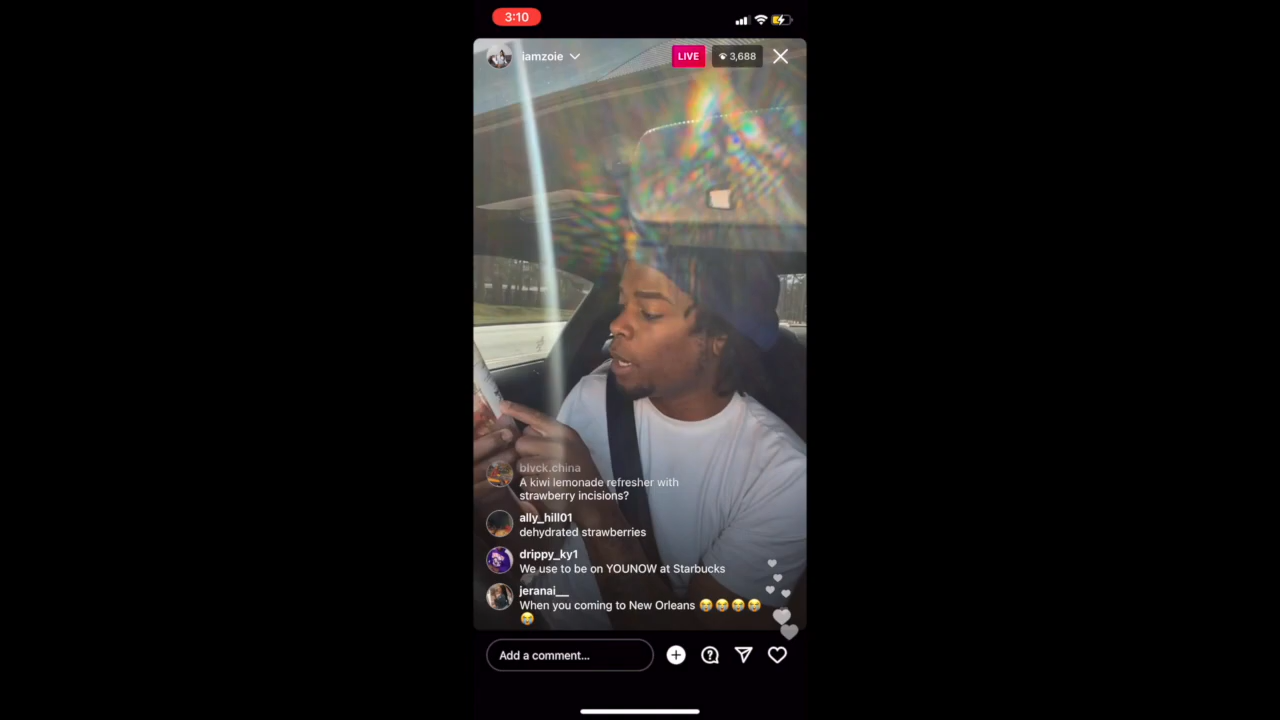 3:10
iamzoie
LIVE
3,688
blvck.china
A kiwi lemonade refresher with
strawberry incisions?
ally_hill01
dehydrated strawberries
drippy_ky1
We use to be on YOUNOW at Starbucks
jeranai__
When you coming to New Orleans 😭😭😭😭
😭
Add a comment...